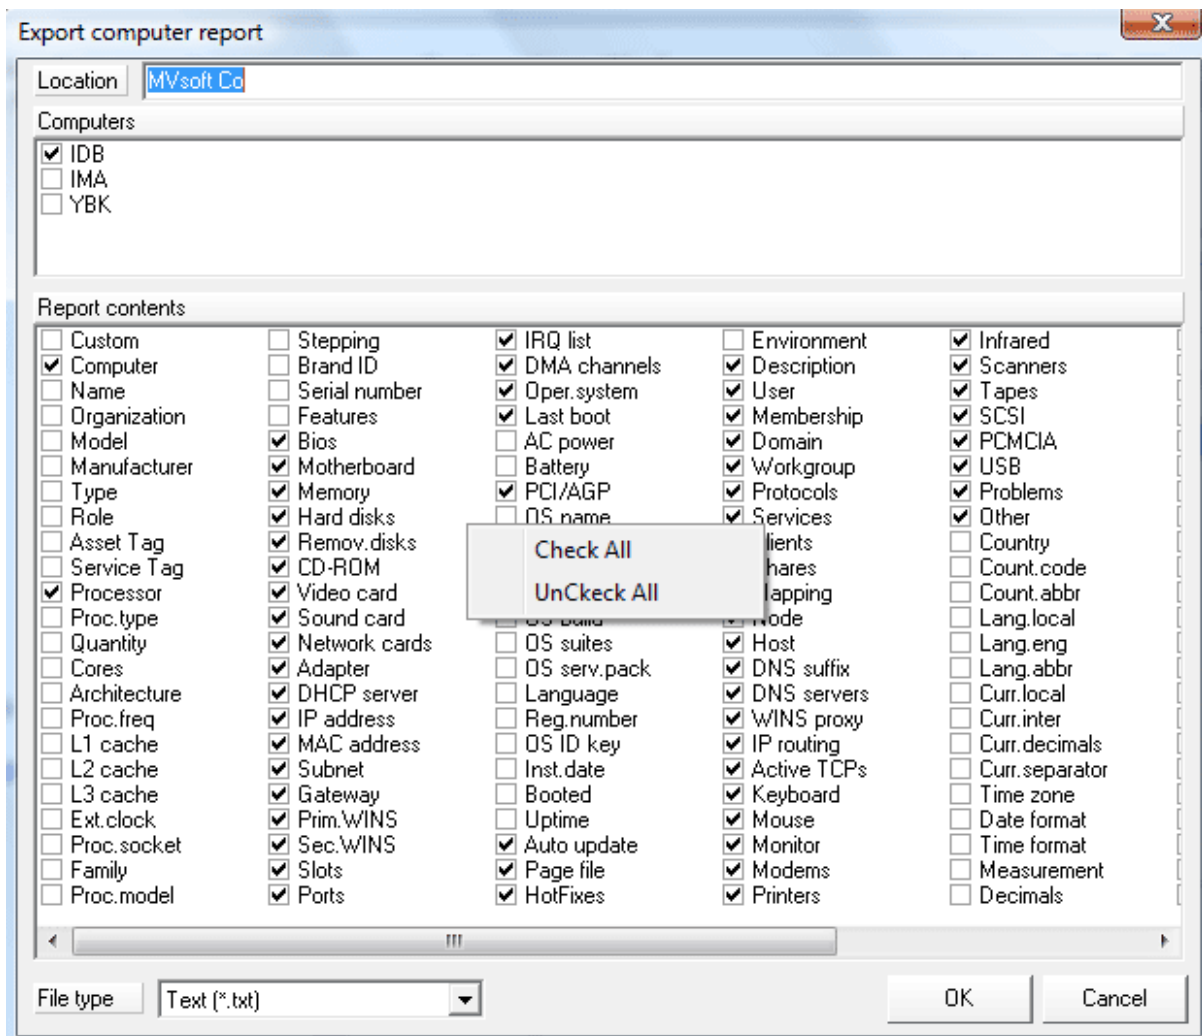 Export computer report
Location
MVsoft Co
Computers
IDB
IMA
YBK
Report contents
Custom
Computer
Name
Organization
Model
Manufacturer
Type
Role
Asset Tag
Service Tag
Processor
Proc.type
Quantity
Cores
Architecture
Proc.freq
L1 cache
L2 cache
L3 cache
Ext.clock
Proc.socket
Family
Proc.model
Stepping
Brand ID
Serial number
Features
Bios
Motherboard
Memory
Hard disks
Remov.disks
CD-ROM
Video card
Sound card
Network cards
Adapter
DHCP server
IP address
MAC address
Subnet
Gateway
Prim.WINS
Sec.WINS
Slots
Ports
IRQ list
DMA channels
Oper.system
Last boot
AC power
Battery
PCI/AGP
OS name
Check All
UnCkeck All
OS build
OS suites
OS serv.pack
Language
Reg.number
OS ID key
Inst.date
Booted
Uptime
Auto update
Page file
HotFixes
Environment
Description
User
Membership
Domain
Workgroup
Protocols
Services
Node
Host
DNS suffix
DNS servers
WINS proxy
IP routing
Active TCPs
Keyboard
Mouse
Monitor
Modems
Printers
Infrared
Scanners
Tapes
SCSI
PCMCIA
USB
Problems
Other
Country
Count.code
Count.abbr
Lang.local
Lang.eng
Lang.abbr
Curr.local
Curr.inter
Curr.decimals
Curr.separator
Time zone
Date format
Time format
Measurement
Decimals
File type
Text (*.txt)
OK
Cancel